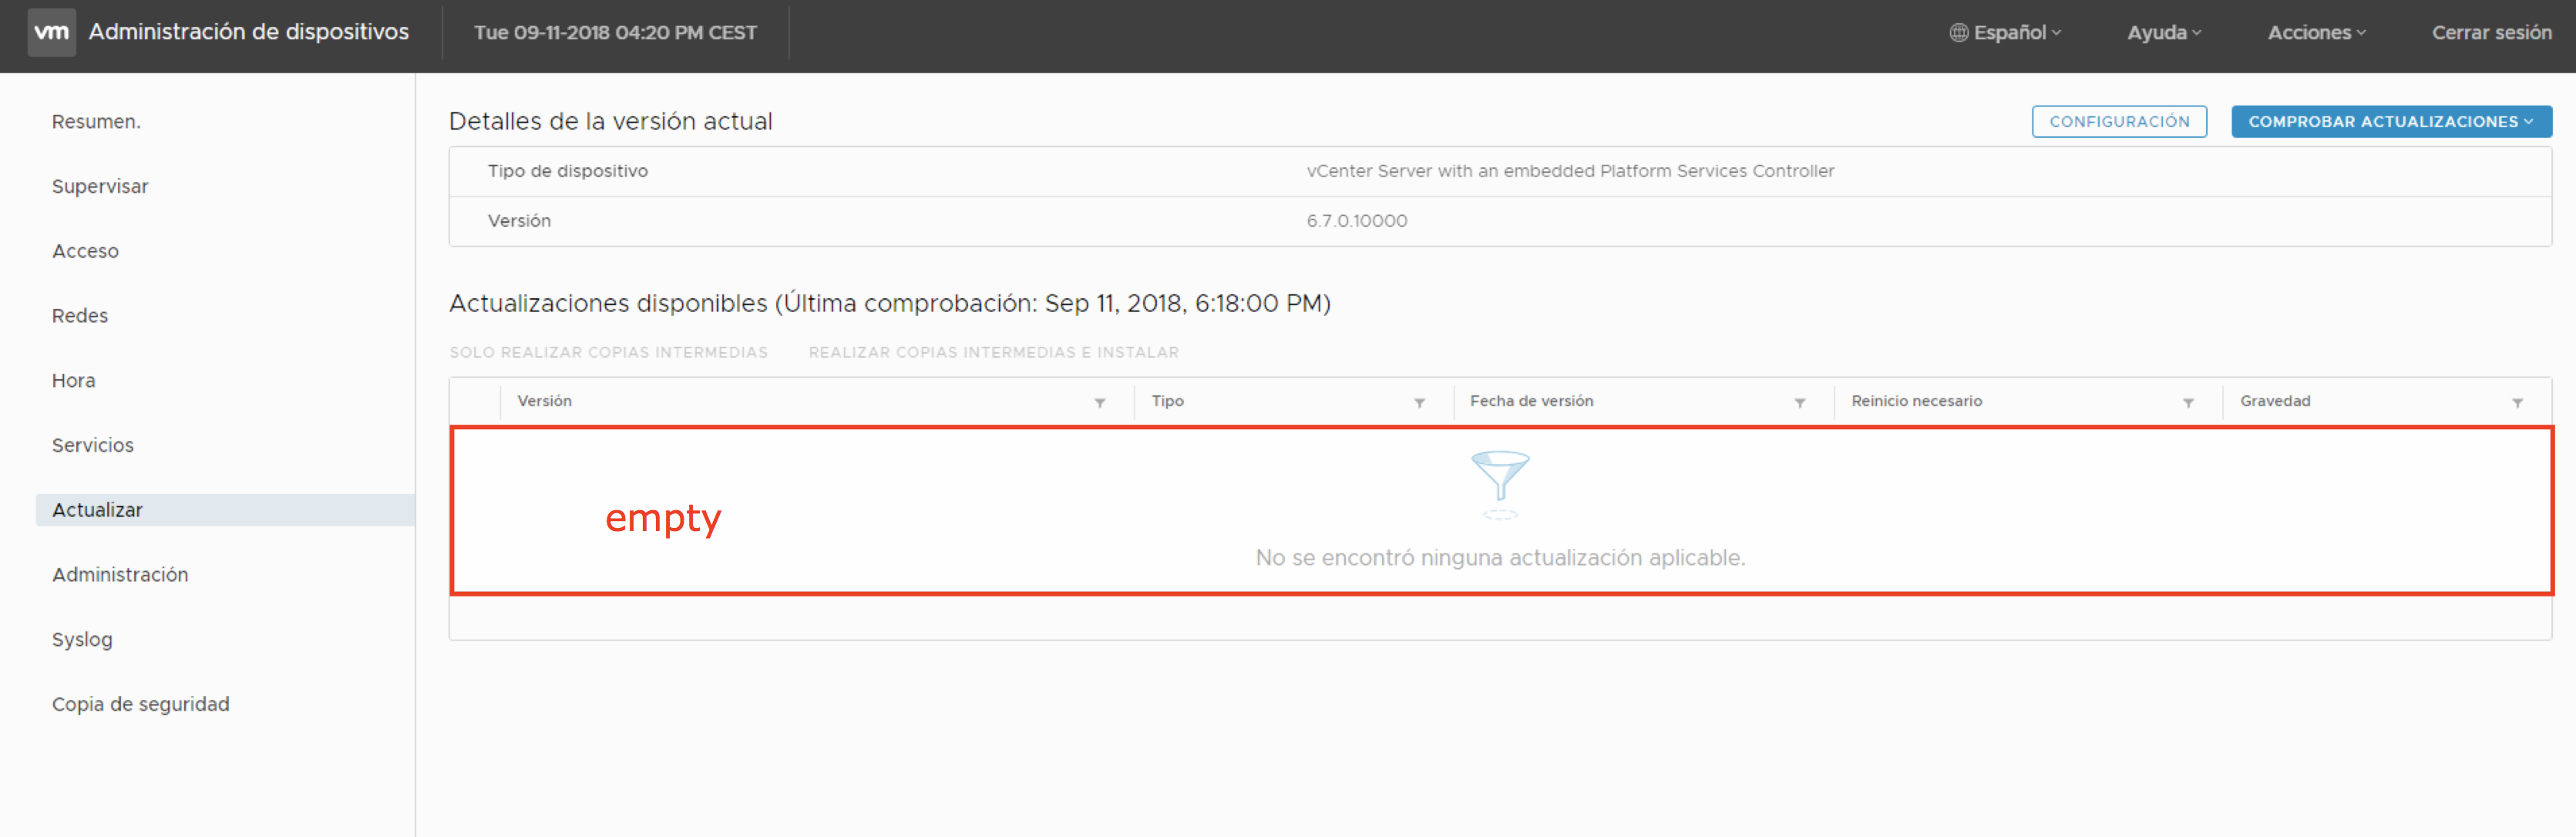 vm Administración de dispositivos Tue 09-11-2018 04:20 PM CEST Español Ayuda Acciones Cerrar sesión
Resumen.
Supervisar
Acceso
Redes
Hora
Servicios
Actualizar
Administración
Syslog
Copia de seguridad
Detalles de la versión actual CONFIGURACIÓN COMPROBAR ACTUALIZACIONES
Tipo de dispositivo vCenter Server with an embedded Platform Services Controller
Versión 6.7.0.10000
Actualizaciones disponibles (Última comprobación: Sep 11, 2018, 6:18:00 PM)
SOLO REALIZAR COPIAS INTERMEDIAS REALIZAR COPIAS INTERMEDIAS E INSTALAR
Versión Tipo Fecha de versión Reinicio necesario Gravedad
empty
No se encontró ninguna actualización aplicable.